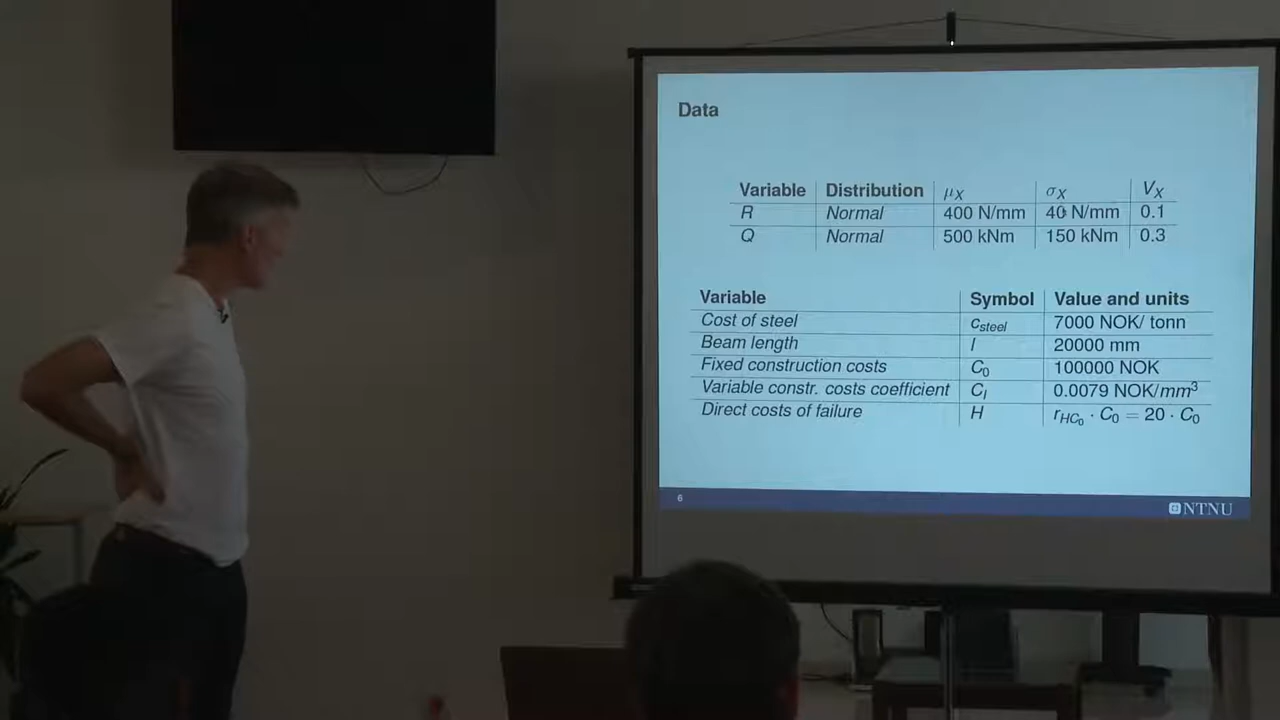 Data
Variable Distribution μX σX VX
R Normal 400 N/mm 40 N/mm 0.1
Q Normal 500 kNm 150 kNm 0.3
Variable Symbol Value and units
Cost of steel csteel 7000 NOK/ tonn
Beam length l 20000 mm
Fixed construction costs C0 100000 NOK
Variable constr. costs coefficient CI 0.0079 NOK/mm³
Direct costs of failure H rHC0 · C0 = 20 · C0
6 NTNU